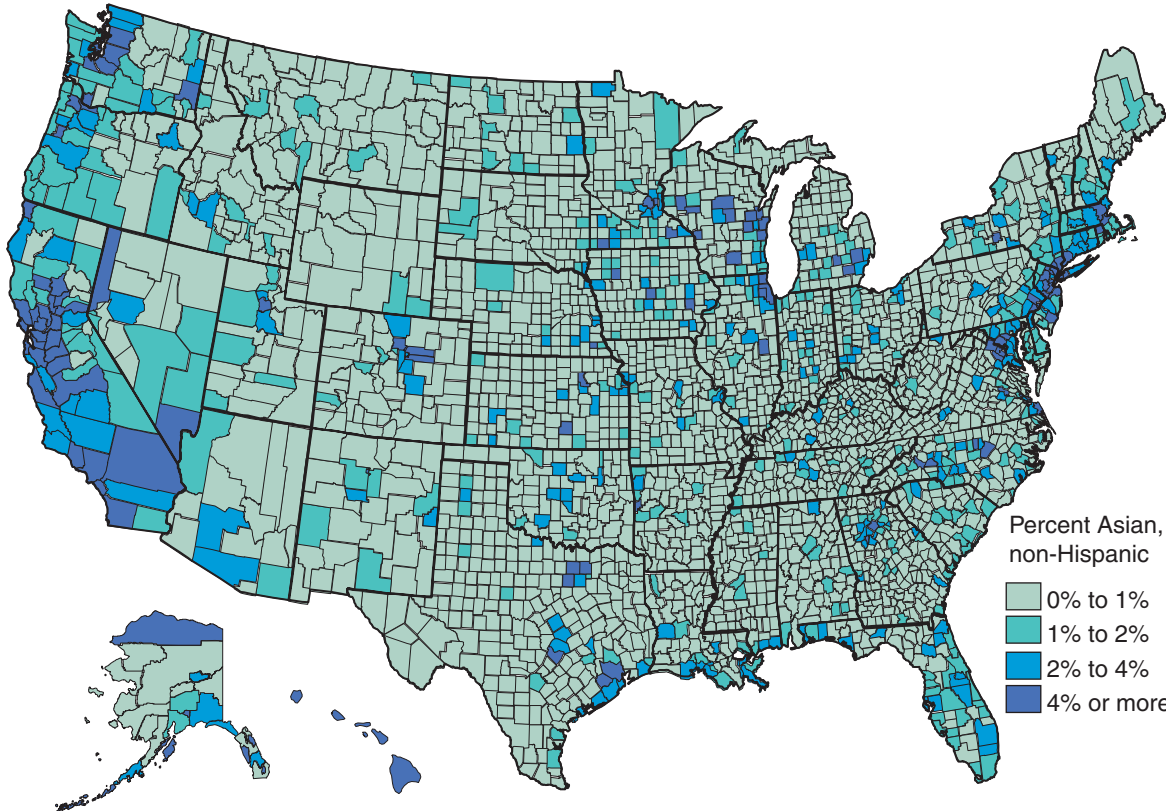 Percent Asian,
non-Hispanic
0% to 1%
1% to 2%
2% to 4%
4% or more